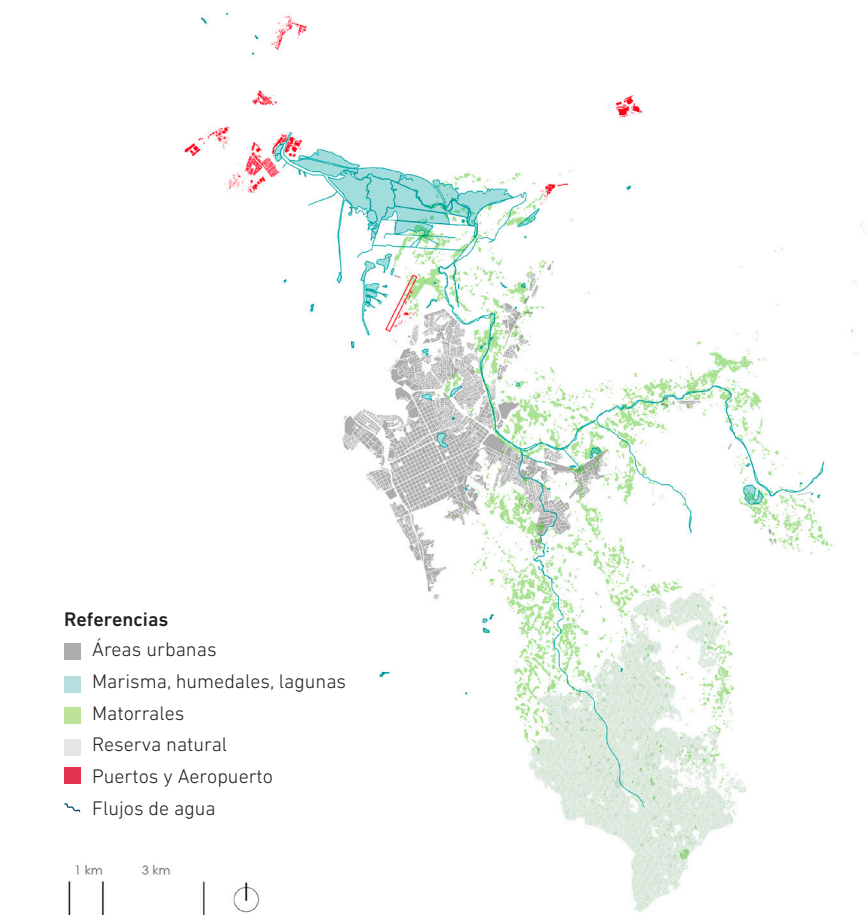 Referencias
Áreas urbanas
Marisma, humedales, lagunas
Matorrales
Reserva natural
Puertos y Aeropuerto
Flujos de agua
1 km 3 km